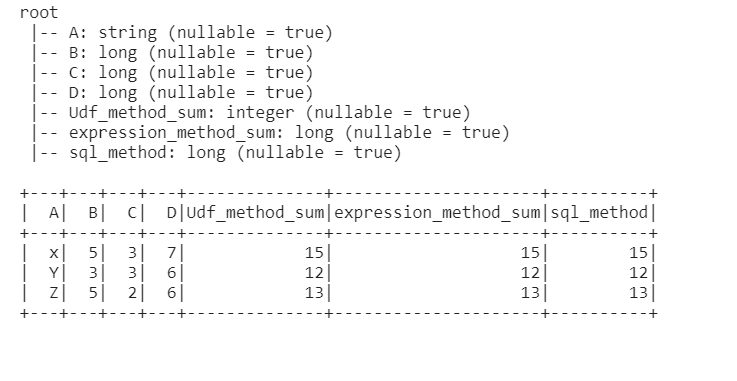 root
 |-- A: string (nullable = true)
 |-- B: long (nullable = true)
 |-- C: long (nullable = true)
 |-- D: long (nullable = true)
 |-- Udf_method_sum: integer (nullable = true)
 |-- expression_method_sum: long (nullable = true)
 |-- sql_method: long (nullable = true)

+---+---+---+---+--------------+---------------------+----------+
|  A|  B|  C|  D|Udf_method_sum|expression_method_sum|sql_method|
+---+---+---+---+--------------+---------------------+----------+
|  x|  5|  3|  7|            15|                   15|        15|
|  Y|  3|  3|  6|            12|                   12|        12|
|  Z|  5|  2|  6|            13|                   13|        13|
+---+---+---+---+--------------+---------------------+----------+